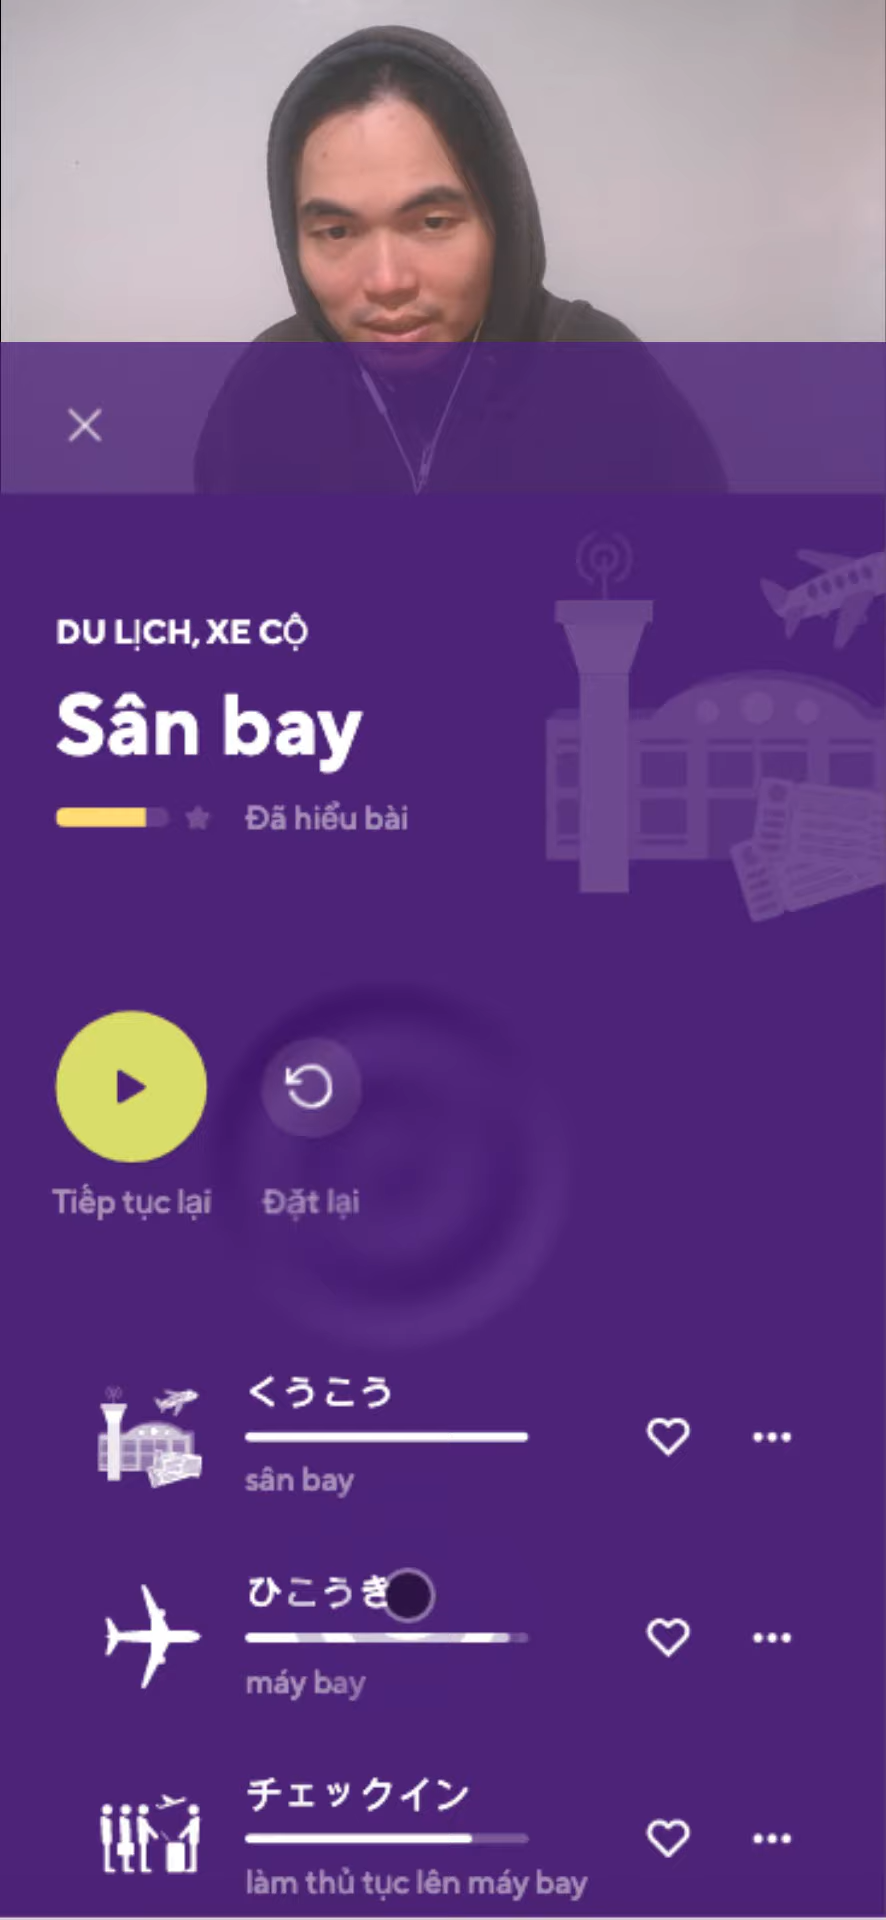 DU LỊCH, XE CỘ
Sân bay
Đã hiểu bài
Tiếp tục lại
Đặt lại
くうこう
sân bay
ひこうき
máy bay
チェックイン
làm thủ tục lên máy bay